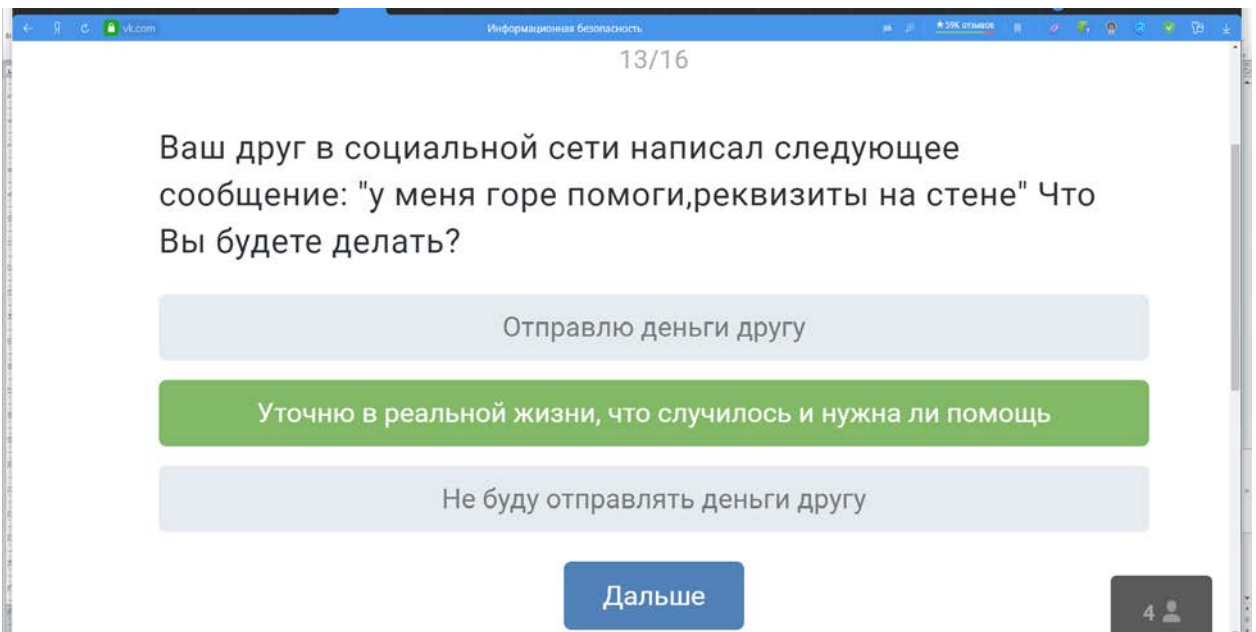 vk.com Информационная безопасность ★ 59K отзывов
13/16
Ваш друг в социальной сети написал следующее
сообщение: "у меня горе помоги,реквизиты на стене" Что
Вы будете делать?
Отправлю деньги другу
Уточню в реальной жизни, что случилось и нужна ли помощь
Не буду отправлять деньги другу
Дальше
4